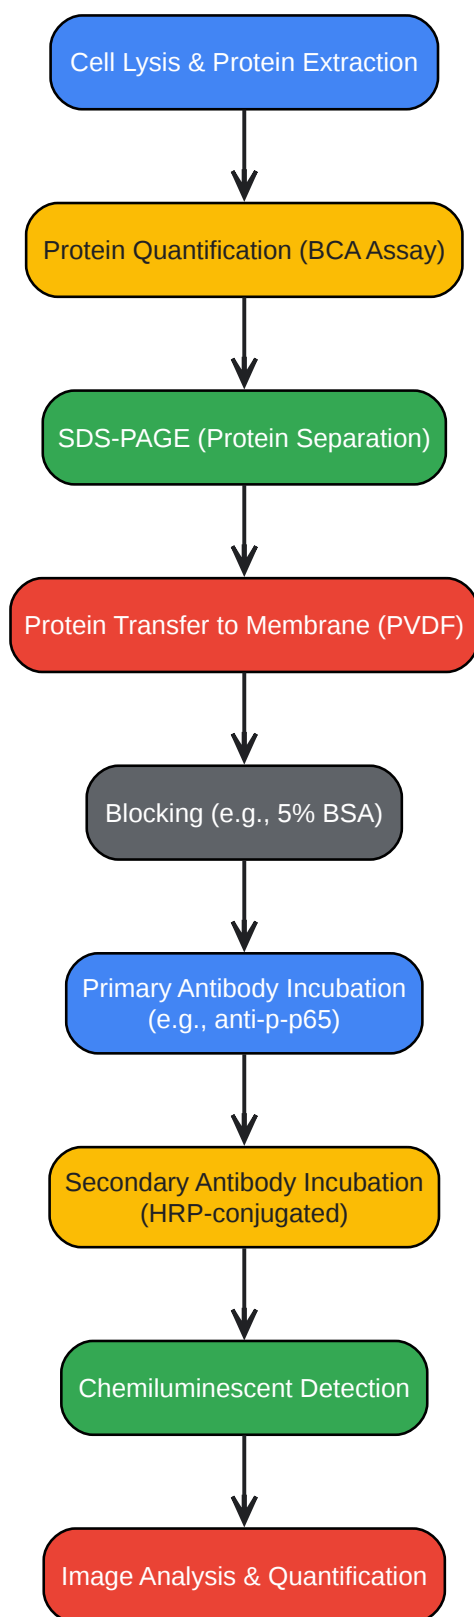 Cell Lysis & Protein Extraction
Protein Quantification (BCA Assay)
SDS-PAGE (Protein Separation)
Protein Transfer to Membrane (PVDF)
Blocking (e.g., 5% BSA)
Primary Antibody Incubation
(e.g., anti-p-p65)
Secondary Antibody Incubation
(HRP-conjugated)
Chemiluminescent Detection
Image Analysis & Quantification